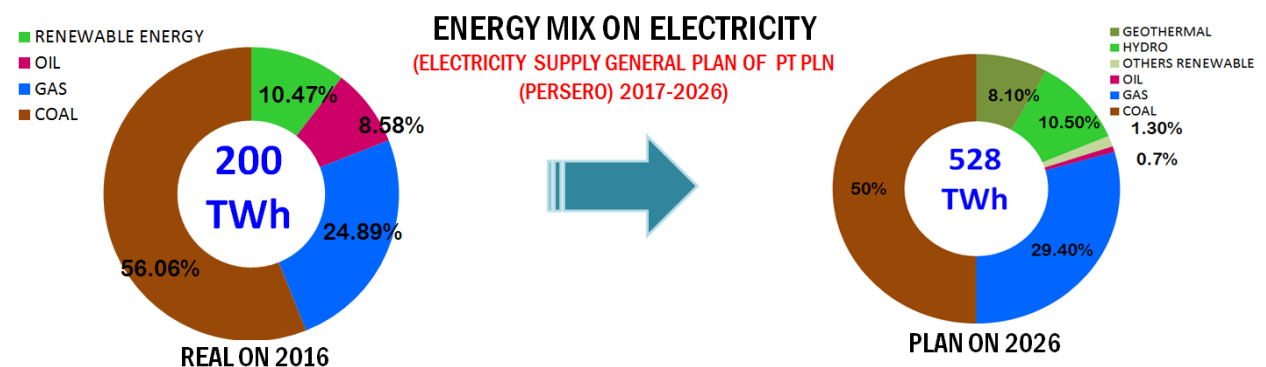 ENERGY MIX ON ELECTRICITY
(ELECTRICITY SUPPLY GENERAL PLAN OF PT PLN
(PERSERO) 2017-2026)
RENEWABLE ENERGY
OIL
GAS
COAL
10.47%
8.58%
24.89%
56.06%
200
TWh
REAL ON 2016
GEOTHERMAL
HYDRO
OTHERS RENEWABLE
OIL
GAS
COAL
8.10%
10.50%
1.30%
0.7%
29.40%
50%
528
TWh
PLAN ON 2026